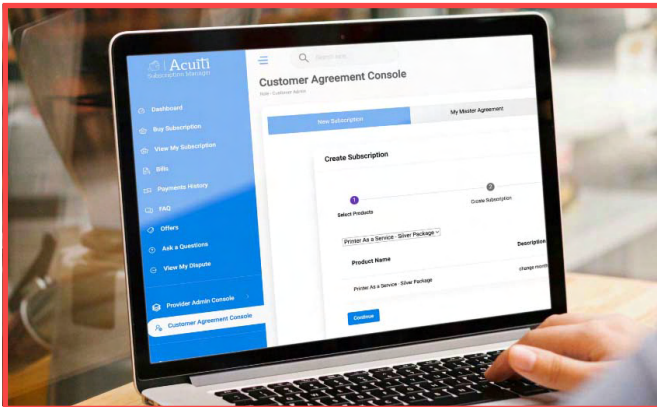 Acuiti
Subscription Manager
Dashboard
Buy Subscription
View My Subscription
Bills
Payments History
FAQ
Offers
Ask a Questions
View My Dispute
Provider Admin Console
Customer Agreement Console
Customer Agreement Console
New Subscription
My Master Agreement
Create Subscription
1
2
Select Products
Create Subscription
Printer As a Service - Silver Package
Product Name
Description
Printer As a Service - Silver Package
Continue